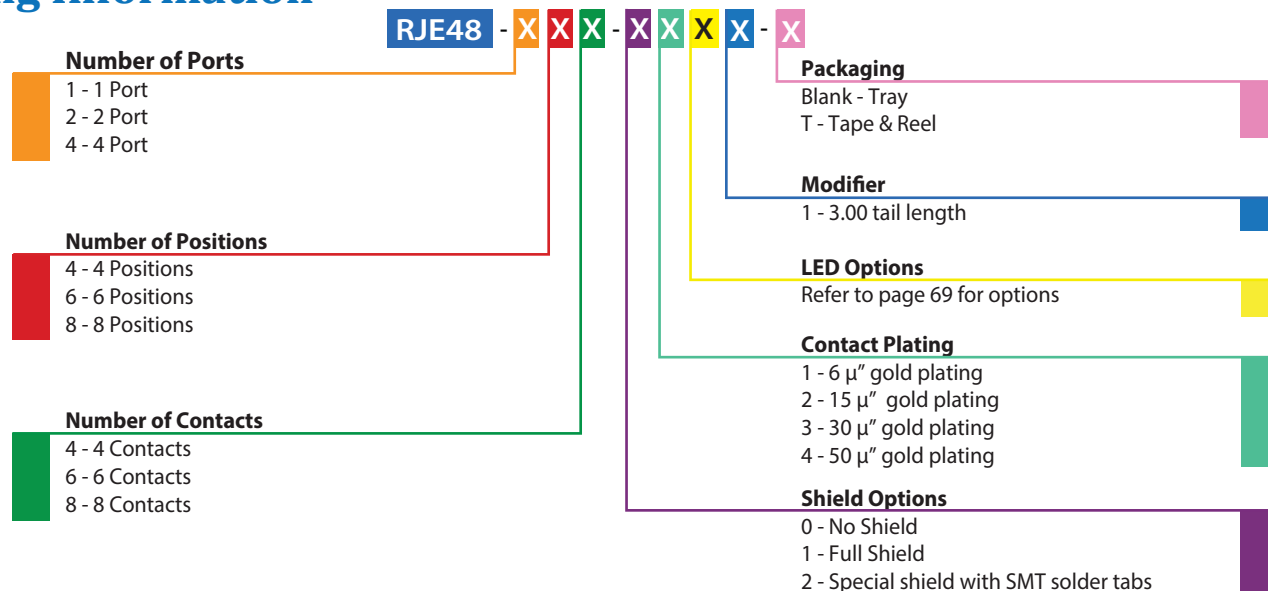 RJE48 - X X X - X X X X - X
Number of Ports
1 - 1 Port
2 - 2 Port
4 - 4 Port
Number of Positions
4 - 4 Positions
6 - 6 Positions
8 - 8 Positions
Number of Contacts
4 - 4 Contacts
6 - 6 Contacts
8 - 8 Contacts
Packaging
Blank - Tray
T - Tape & Reel
Modifier
1 - 3.00 tail length
LED Options
Refer to page 69 for options
Contact Plating
1 - 6 µ” gold plating
2 - 15 µ” gold plating
3 - 30 µ” gold plating
4 - 50 µ” gold plating
Shield Options
0 - No Shield
1 - Full Shield
2 - Special shield with SMT solder tabs